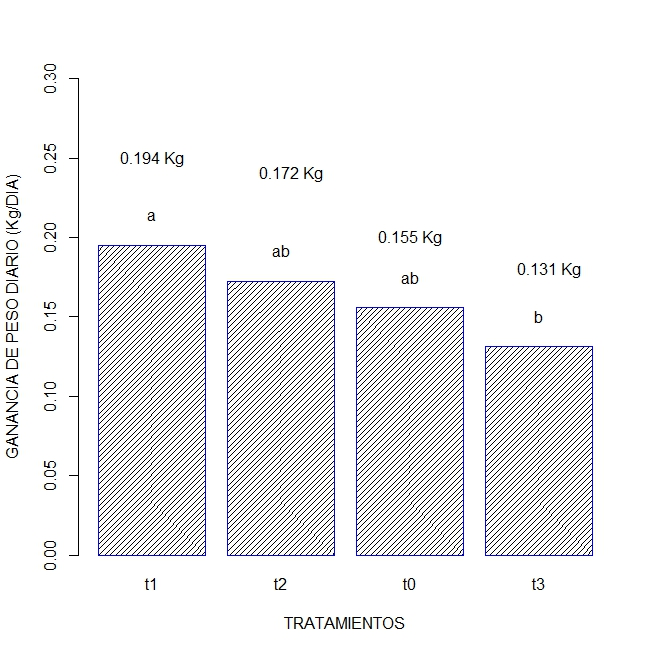 GANANCIA DE PESO DIARIO (Kg/DIA)
0.30
0.25
0.20
0.15
0.10
0.05
0.00
0.194 Kg
a
0.172 Kg
ab
0.155 Kg
ab
0.131 Kg
b
t1
t2
t0
t3
TRATAMIENTOS